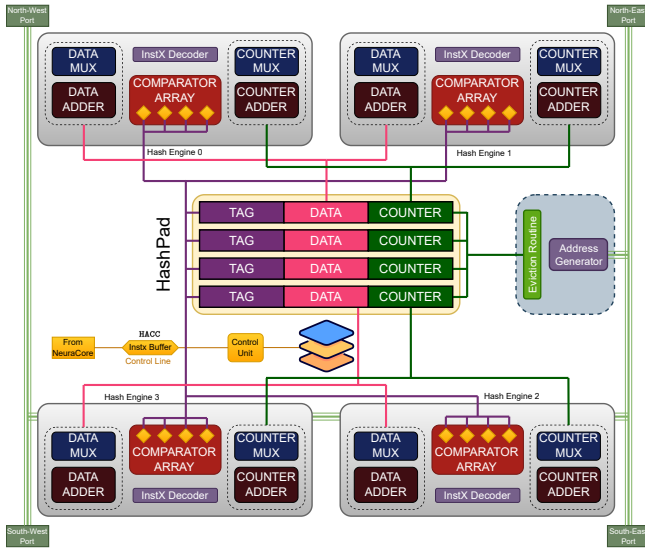 North-West
Port
North-East
Port
DATA
MUX
InstX Decoder
COUNTER
MUX
DATA
ADDER
COMPARATOR
ARRAY
COUNTER
ADDER
DATA
MUX
InstX Decoder
COUNTER
MUX
DATA
ADDER
COMPARATOR
ARRAY
COUNTER
ADDER
Hash Engine 0
Hash Engine 1
HashPad
TAG DATA COUNTER
TAG DATA COUNTER
TAG DATA COUNTER
TAG DATA COUNTER
Eviction Routine
Address
Generator
From
NeuraCore
HACC
Instx Buffer
Control Line
Control
Unit
Hash Engine 3
Hash Engine 2
DATA
MUX
COMPARATOR
ARRAY
COUNTER
MUX
DATA
ADDER
InstX Decoder
COUNTER
ADDER
DATA
MUX
COMPARATOR
ARRAY
COUNTER
MUX
DATA
ADDER
InstX Decoder
COUNTER
ADDER
South-West
Port
South-East
Port